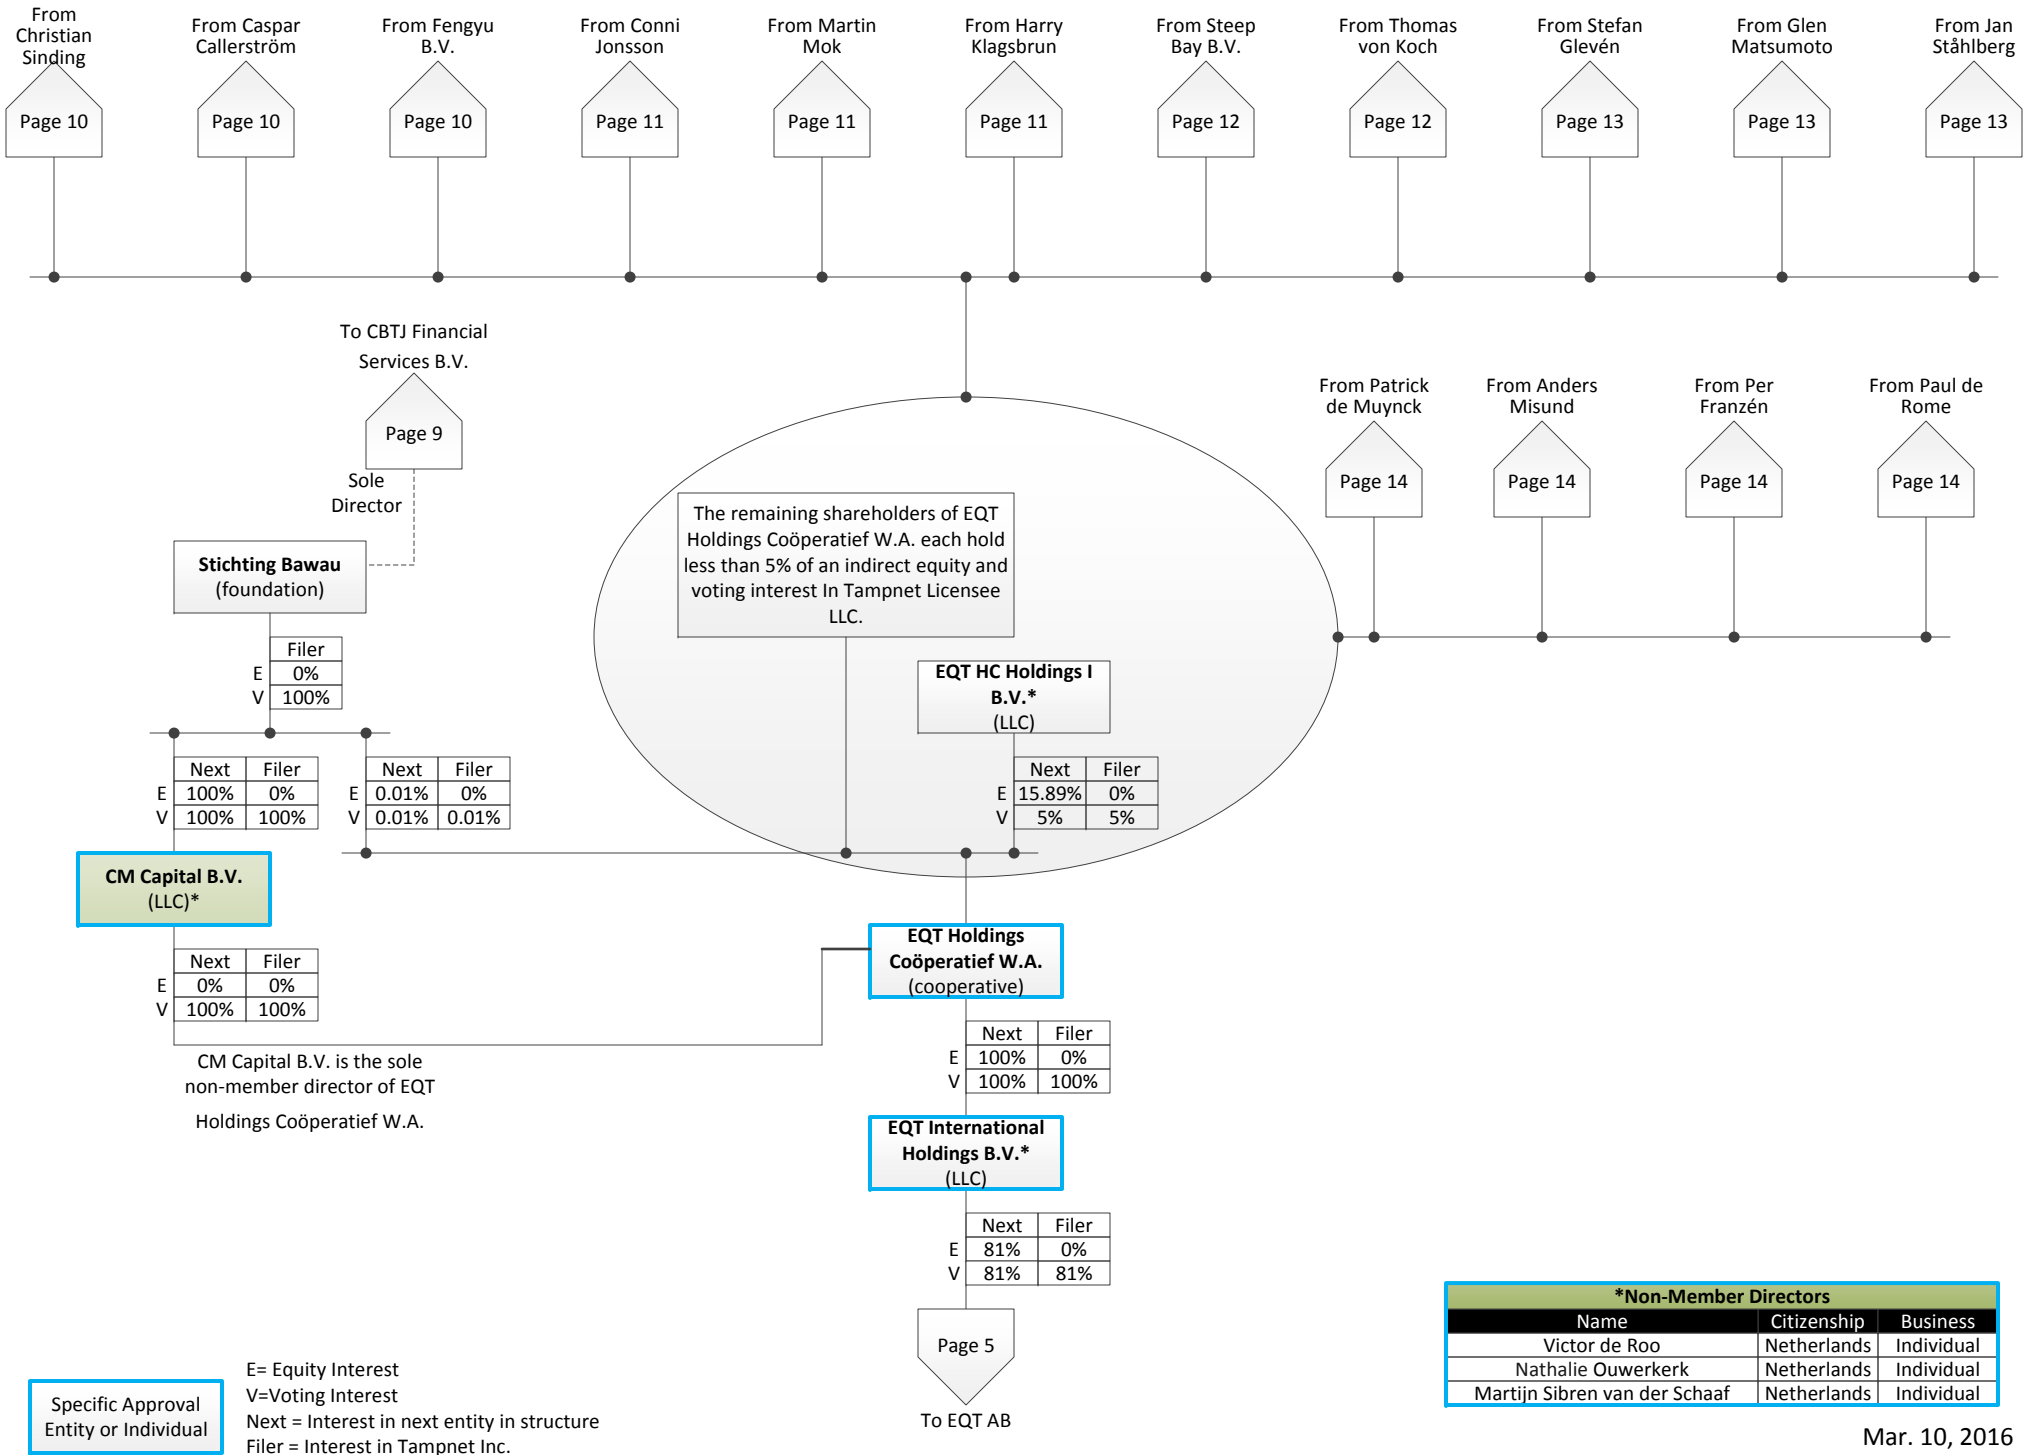 From
Christian
Sinding
From Caspar
Callerström
From Fengyu
B.V.
From Conni
Jonsson
From Martin
Mok
From Harry
Klagsbrun
From Steep
Bay B.V.
From Thomas
von Koch
From Stefan
Glevén
From Glen
Matsumoto
From Jan
Ståhlberg
Page 10
Page 10
Page 10
Page 11
Page 11
Page 11
Page 12
Page 12
Page 13
Page 13
Page 13
To CBTJ Financial
Services B.V.
Page 9
Sole
Director
From Patrick
de Muynck
From Anders
Misund
From Per
Franzén
From Paul de
Rome
Page 14
Page 14
Page 14
Page 14
The remaining shareholders of EQT
Holdings Coöperatief W.A. each hold
less than 5% of an indirect equity and
voting interest In Tampnet Licensee
LLC.
Stichting Bawau
(foundation)
Filer
E 0%
V 100%
EQT HC Holdings I
B.V.*
(LLC)
Next Filer
E 100% 0%
V 100% 100%
Next Filer
E 0.01% 0%
V 0.01% 0.01%
Next Filer
E 15.89% 0%
V 5% 5%
CM Capital B.V.
(LLC)*
Next Filer
E 0% 0%
V 100% 100%
CM Capital B.V. is the sole
non-member director of EQT
Holdings Coöperatief W.A.
EQT Holdings
Coöperatief W.A.
(cooperative)
Next Filer
E 100% 0%
V 100% 100%
EQT International
Holdings B.V.*
(LLC)
Next Filer
E 81% 0%
V 81% 81%
Page 5
To EQT AB
*Non-Member Directors
Name Citizenship Business
Victor de Roo Netherlands Individual
Nathalie Ouwerkerk Netherlands Individual
Martijn Sibren van der Schaaf Netherlands Individual
Specific Approval
Entity or Individual
E= Equity Interest
V=Voting Interest
Next = Interest in next entity in structure
Filer = Interest in Tampnet Inc.
Mar. 10, 2016